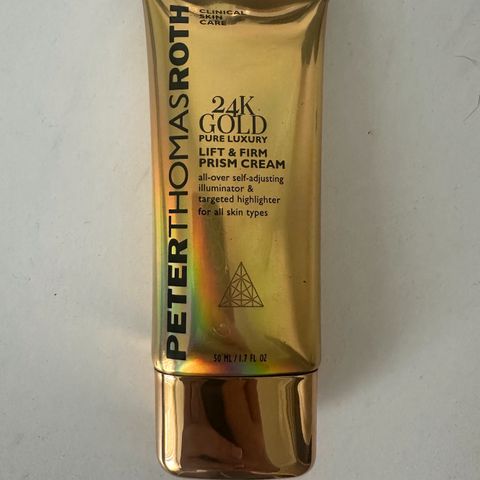 CLINICAL
SKIN
CARE
PETERTHOMASROTH
24K
GOLD
PURE LUXURY
LIFT & FIRM
PRISM CREAM
all-over self-adjusting
illuminator &
targeted highlighter
for all skin types
50 ML / 1.7 FL OZ